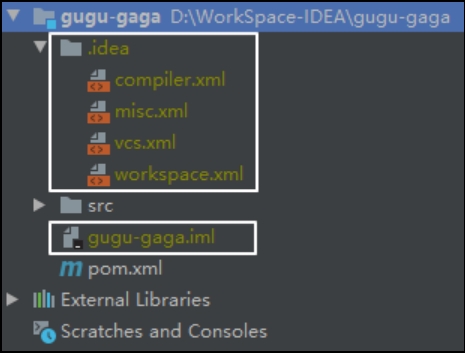 gugu-gaga D:\WorkSpace-IDEA\gugu-gaga
.idea
compiler.xml
misc.xml
vcs.xml
workspace.xml
src
gugu-gaga.iml
m pom.xml
External Libraries
Scratches and Consoles